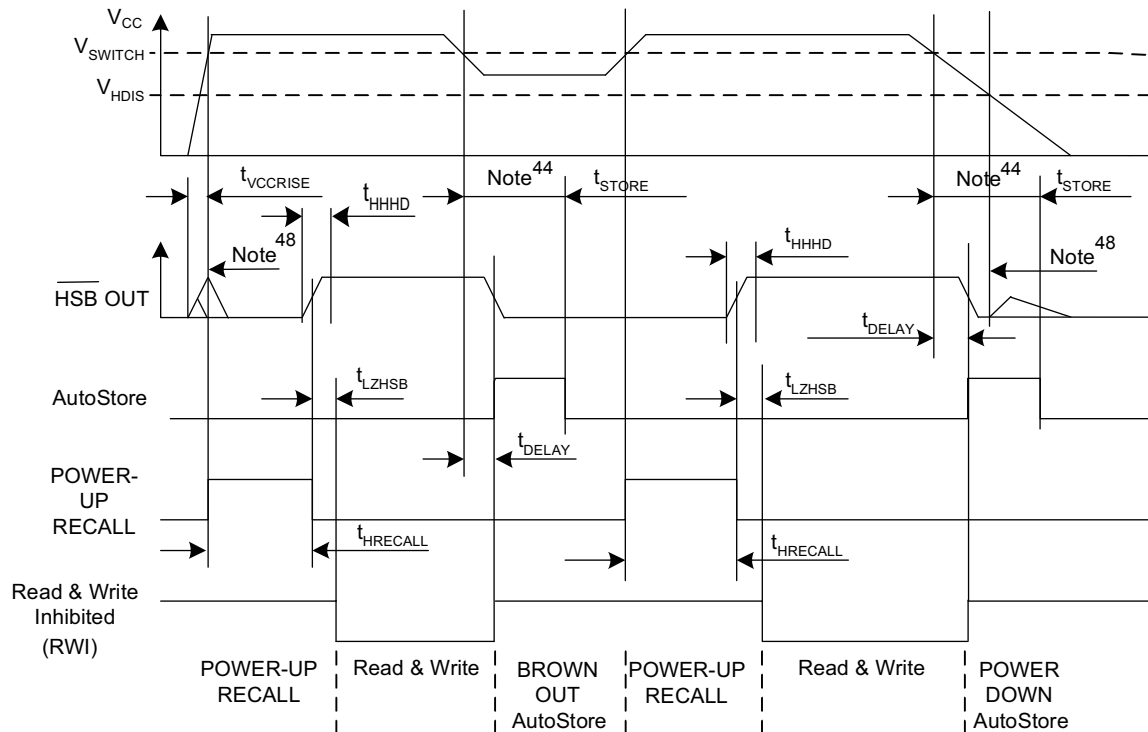 VCC
VSWITCH
VHDIS
tVCCRISE
Note44
tSTORE
Note44
tSTORE
tHHHD
Note48
tHHHD
Note48
HSB OUT
tDELAY
tLZHSB
tLZHSB
AutoStore
tDELAY
POWER-
UP
RECALL
tHRECALL
tHRECALL
Read & Write
Inhibited
(RWI)
POWER-UP
RECALL
Read & Write
BROWN
OUT
AutoStore
POWER-UP
RECALL
Read & Write
POWER
DOWN
AutoStore